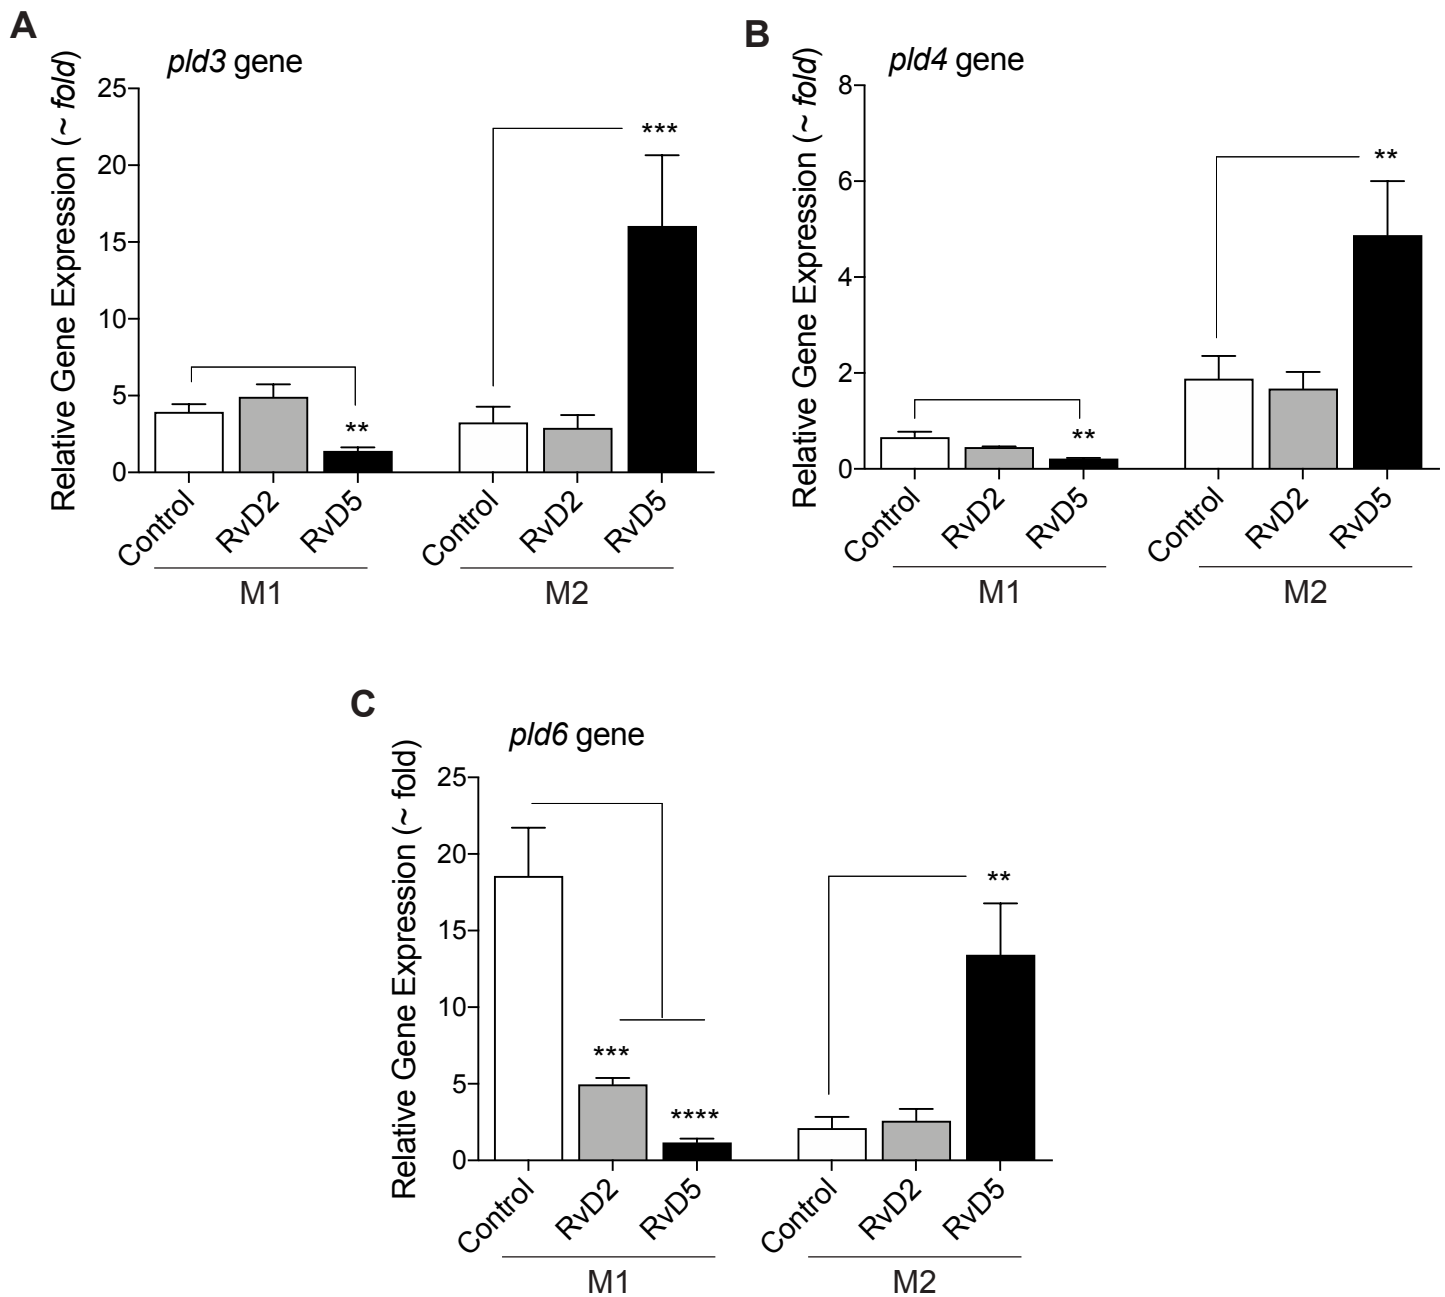 A
pld3 gene
Relative Gene Expression (~ fold)
25
20
15
10
5
0
***
**
Control
RvD2
RvD5
Control
RvD2
RvD5
M1
M2
B
pld4 gene
Relative Gene Expression (~ fold)
8
6
4
2
0
**
**
Control
RvD2
RvD5
Control
RvD2
RvD5
M1
M2
C
pld6 gene
Relative Gene Expression (~ fold)
25
20
15
10
5
0
**
***
****
Control
RvD2
RvD5
Control
RvD2
RvD5
M1
M2